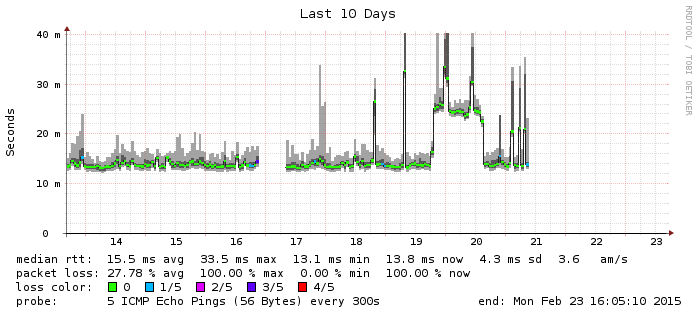 Last 10 Days
RRDTOOL / TOBI OETIKER
Seconds
40 m
30 m
20 m
10 m
0
14 15 16 17 18 19 20 21 22 23
median rtt: 15.5 ms avg 33.5 ms max 13.1 ms min 13.8 ms now 4.3 ms sd 3.6 am/s
packet loss: 27.78 % avg 100.00 % max 0.00 % min 100.00 % now
loss color: 0 1/5 2/5 3/5 4/5
probe: 5 ICMP Echo Pings (56 Bytes) every 300s end: Mon Feb 23 16:05:10 2015